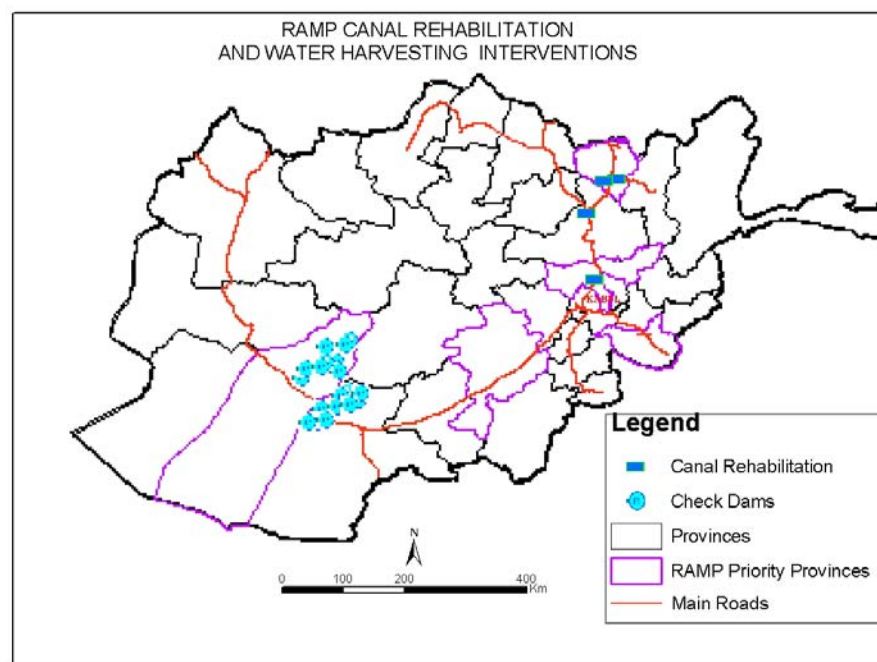 RAMP CANAL REHABILITATION
AND WATER HARVESTING INTERVENTIONS
KABUL
Legend
Canal Rehabilitation
Check Dams
Provinces
RAMP Priority Provinces
Main Roads
N
0 100 200 400
Km